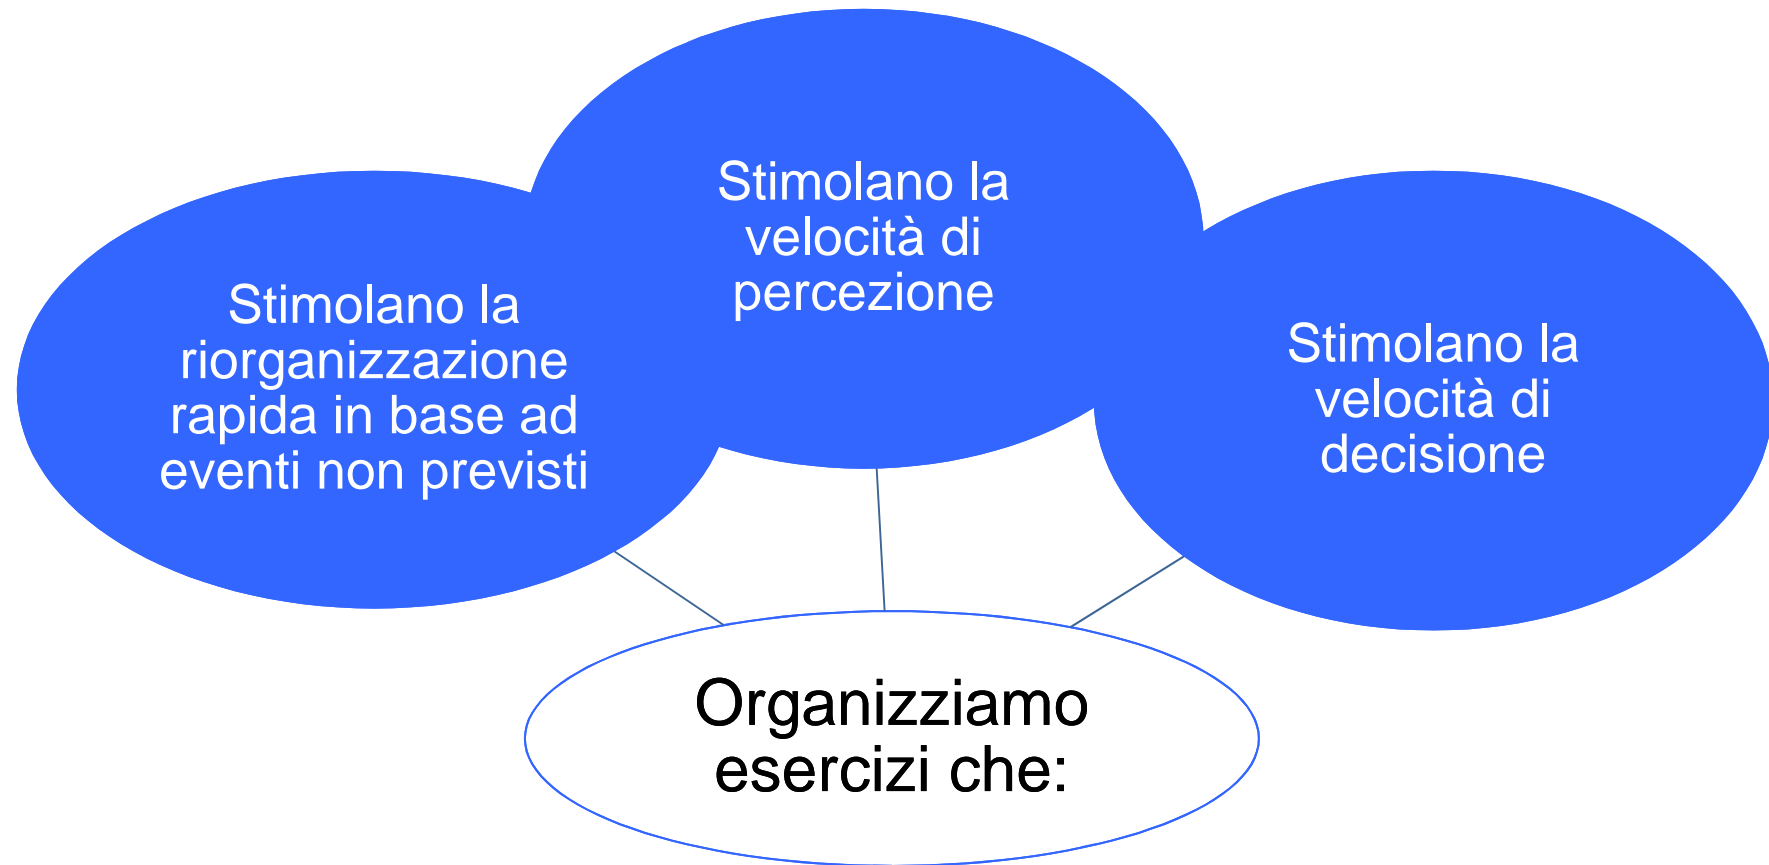 Stimolano la
riorganizzazione
rapida in base ad
eventi non previsti
Stimolano la
velocità di
percezione
Stimolano la
velocità di
decisione
Organizziamo
esercizi che: